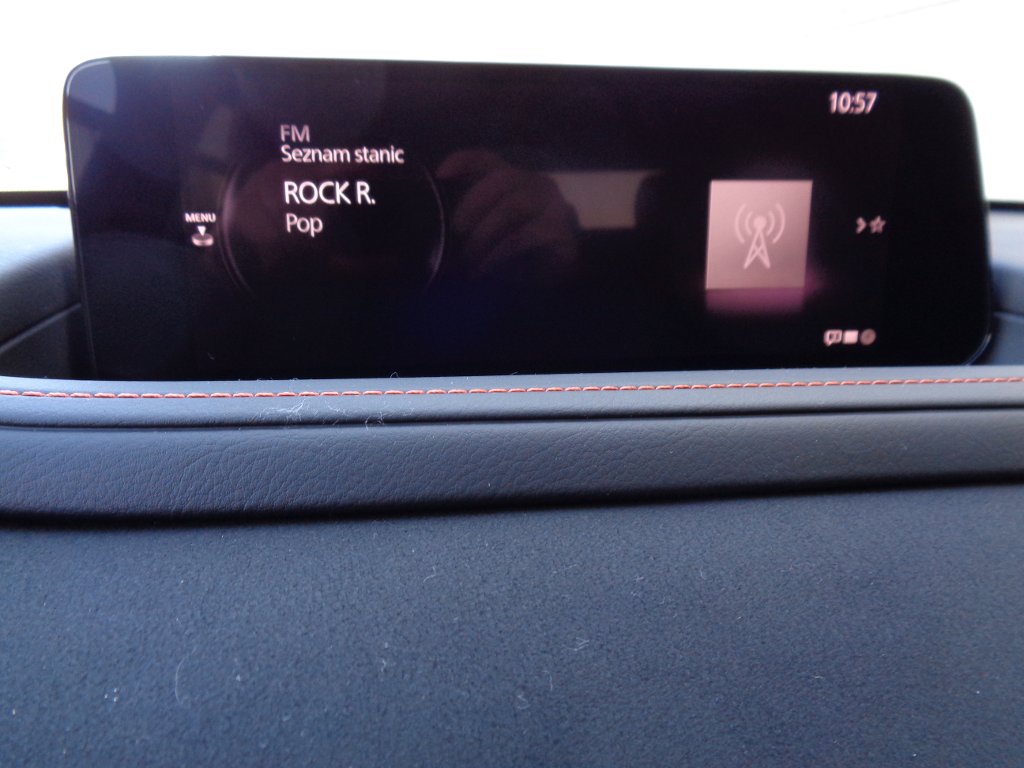 10:57
FM
Seznam stanic
ROCK R.
Pop
MENU